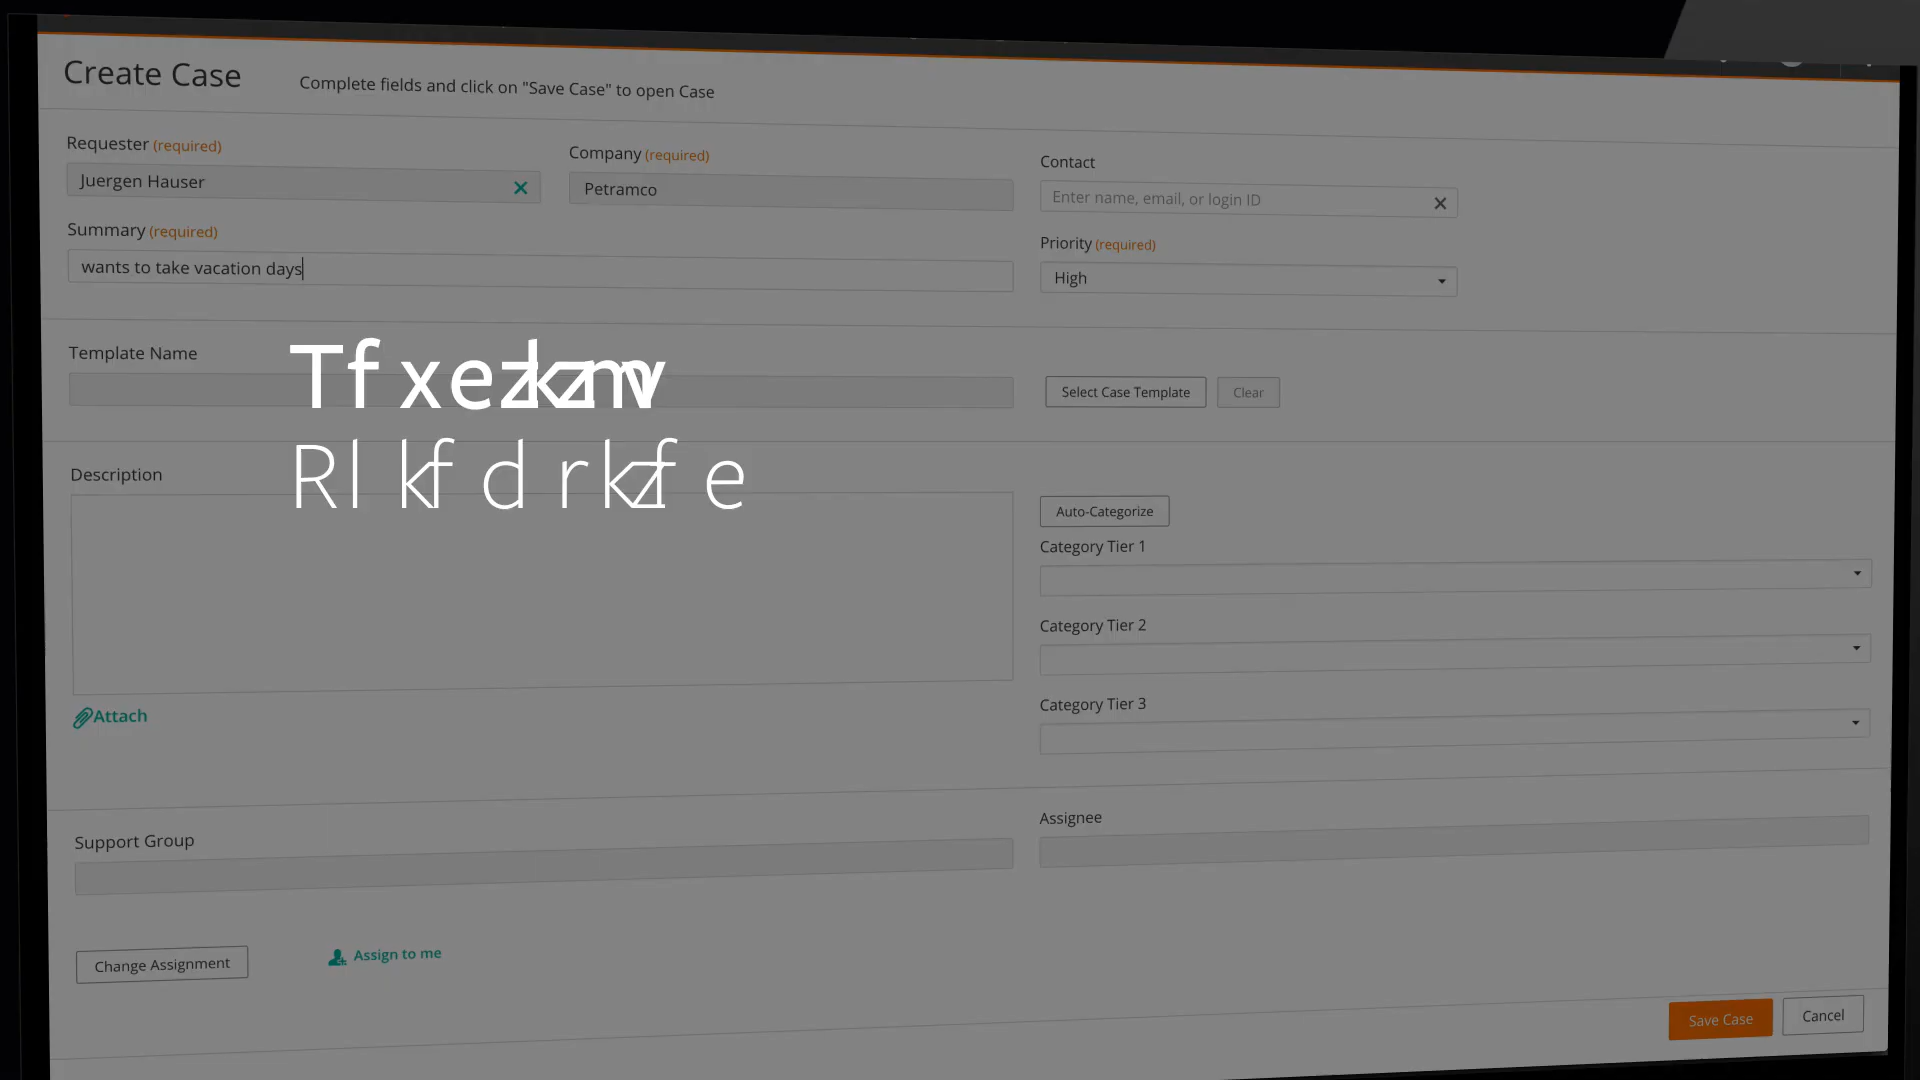 Create Case
Complete fields and click on "Save Case" to open Case
Requester (required)
Company (required)
Contact
Juergen Hauser
Petramco
Enter name, email, or login ID
Summary (required)
Priority (required)
wants to take vacation days
High
Template Name
Tfxezkzmv
Select Case Template
Clear
Rlkfdrkzfe
Description
Auto-Categorize
Category Tier 1
Category Tier 2
Category Tier 3
Attach
Support Group
Assignee
Change Assignment
Assign to me
Save Case
Cancel